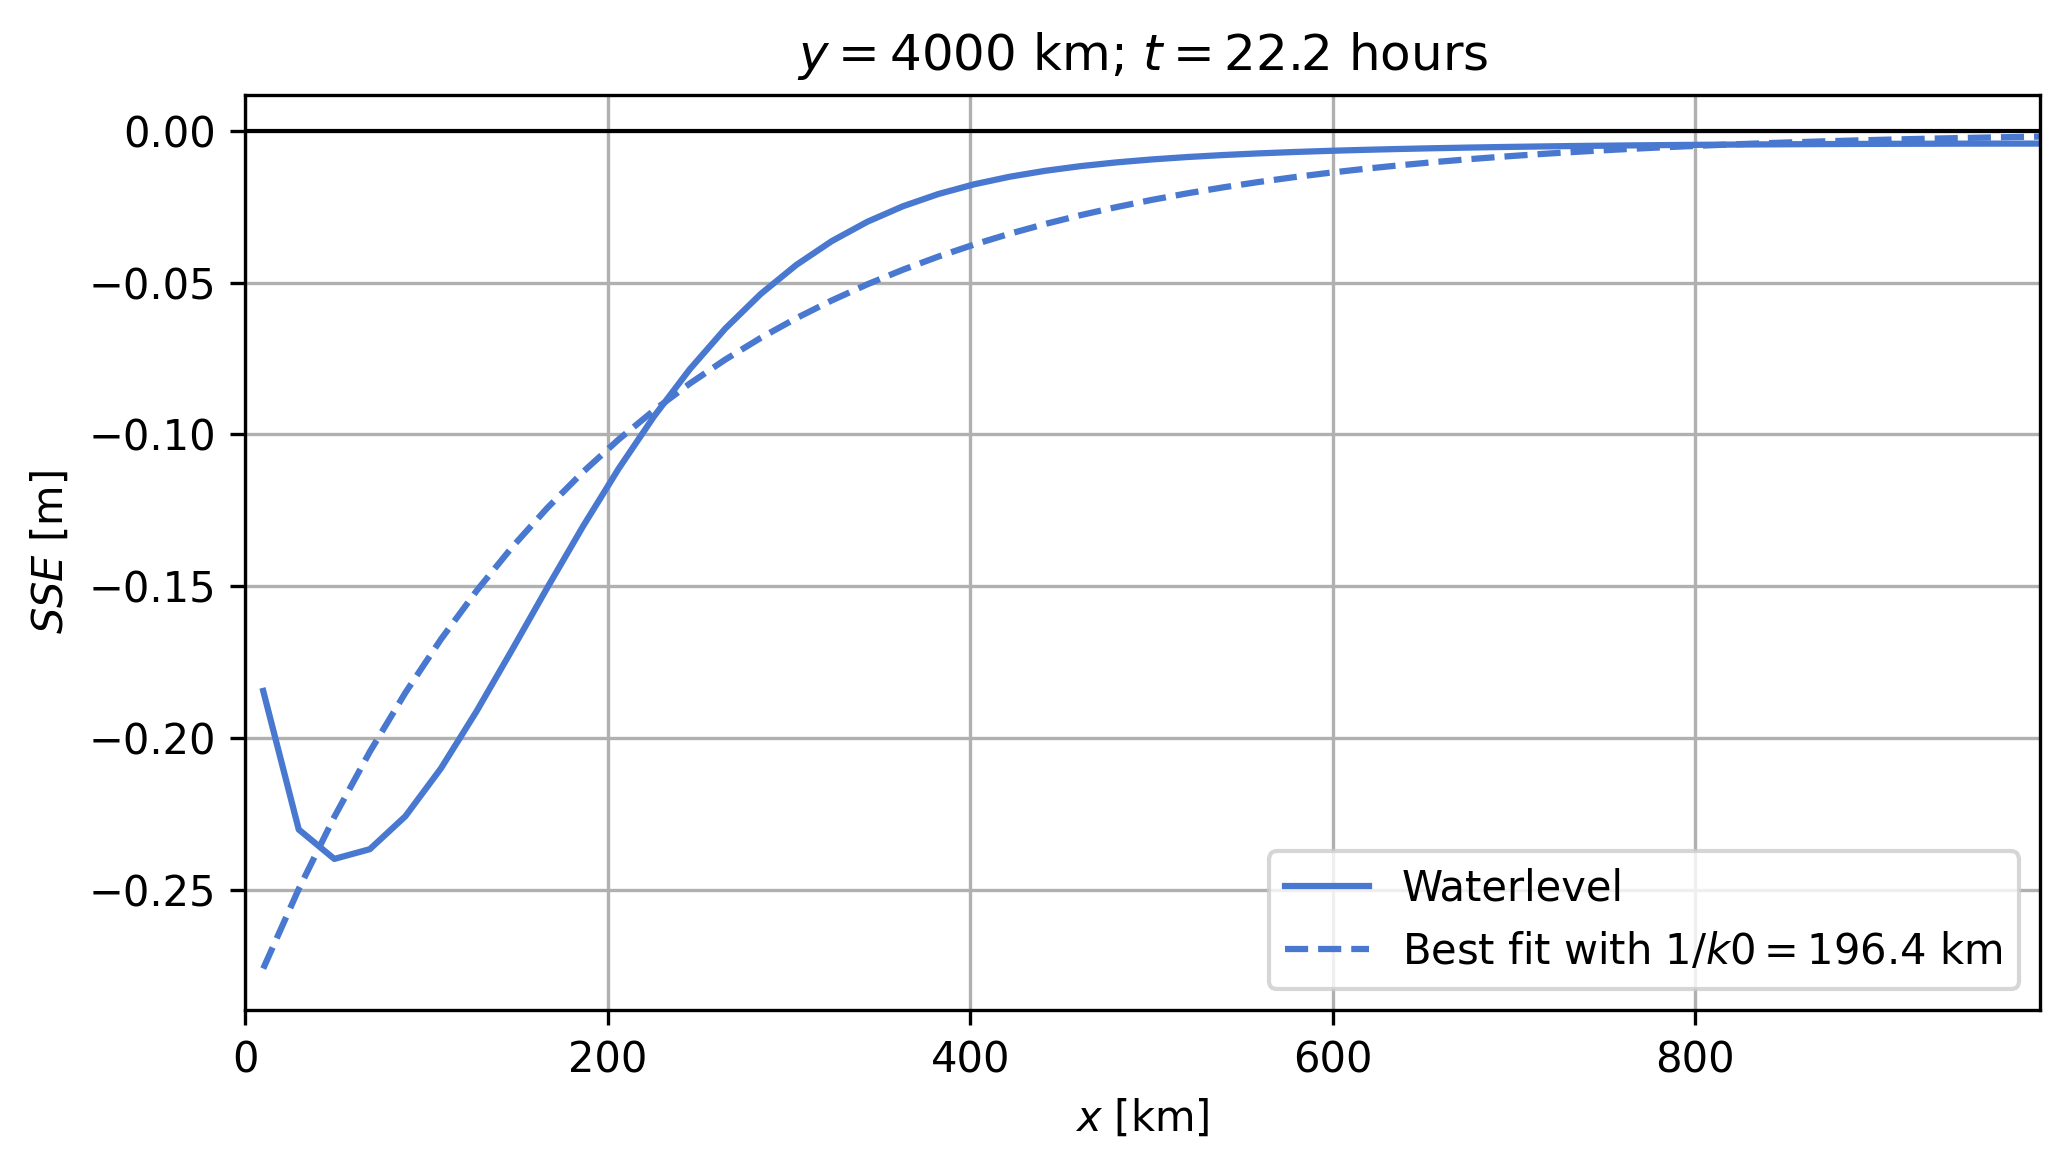 y = 4000 km; t = 22.2 hours
0.00
−0.05
−0.10
−0.15
−0.20
−0.25
SSE [m]
Waterlevel
Best fit with 1/k0 = 196.4 km
0 200 400 600 800
x [km]